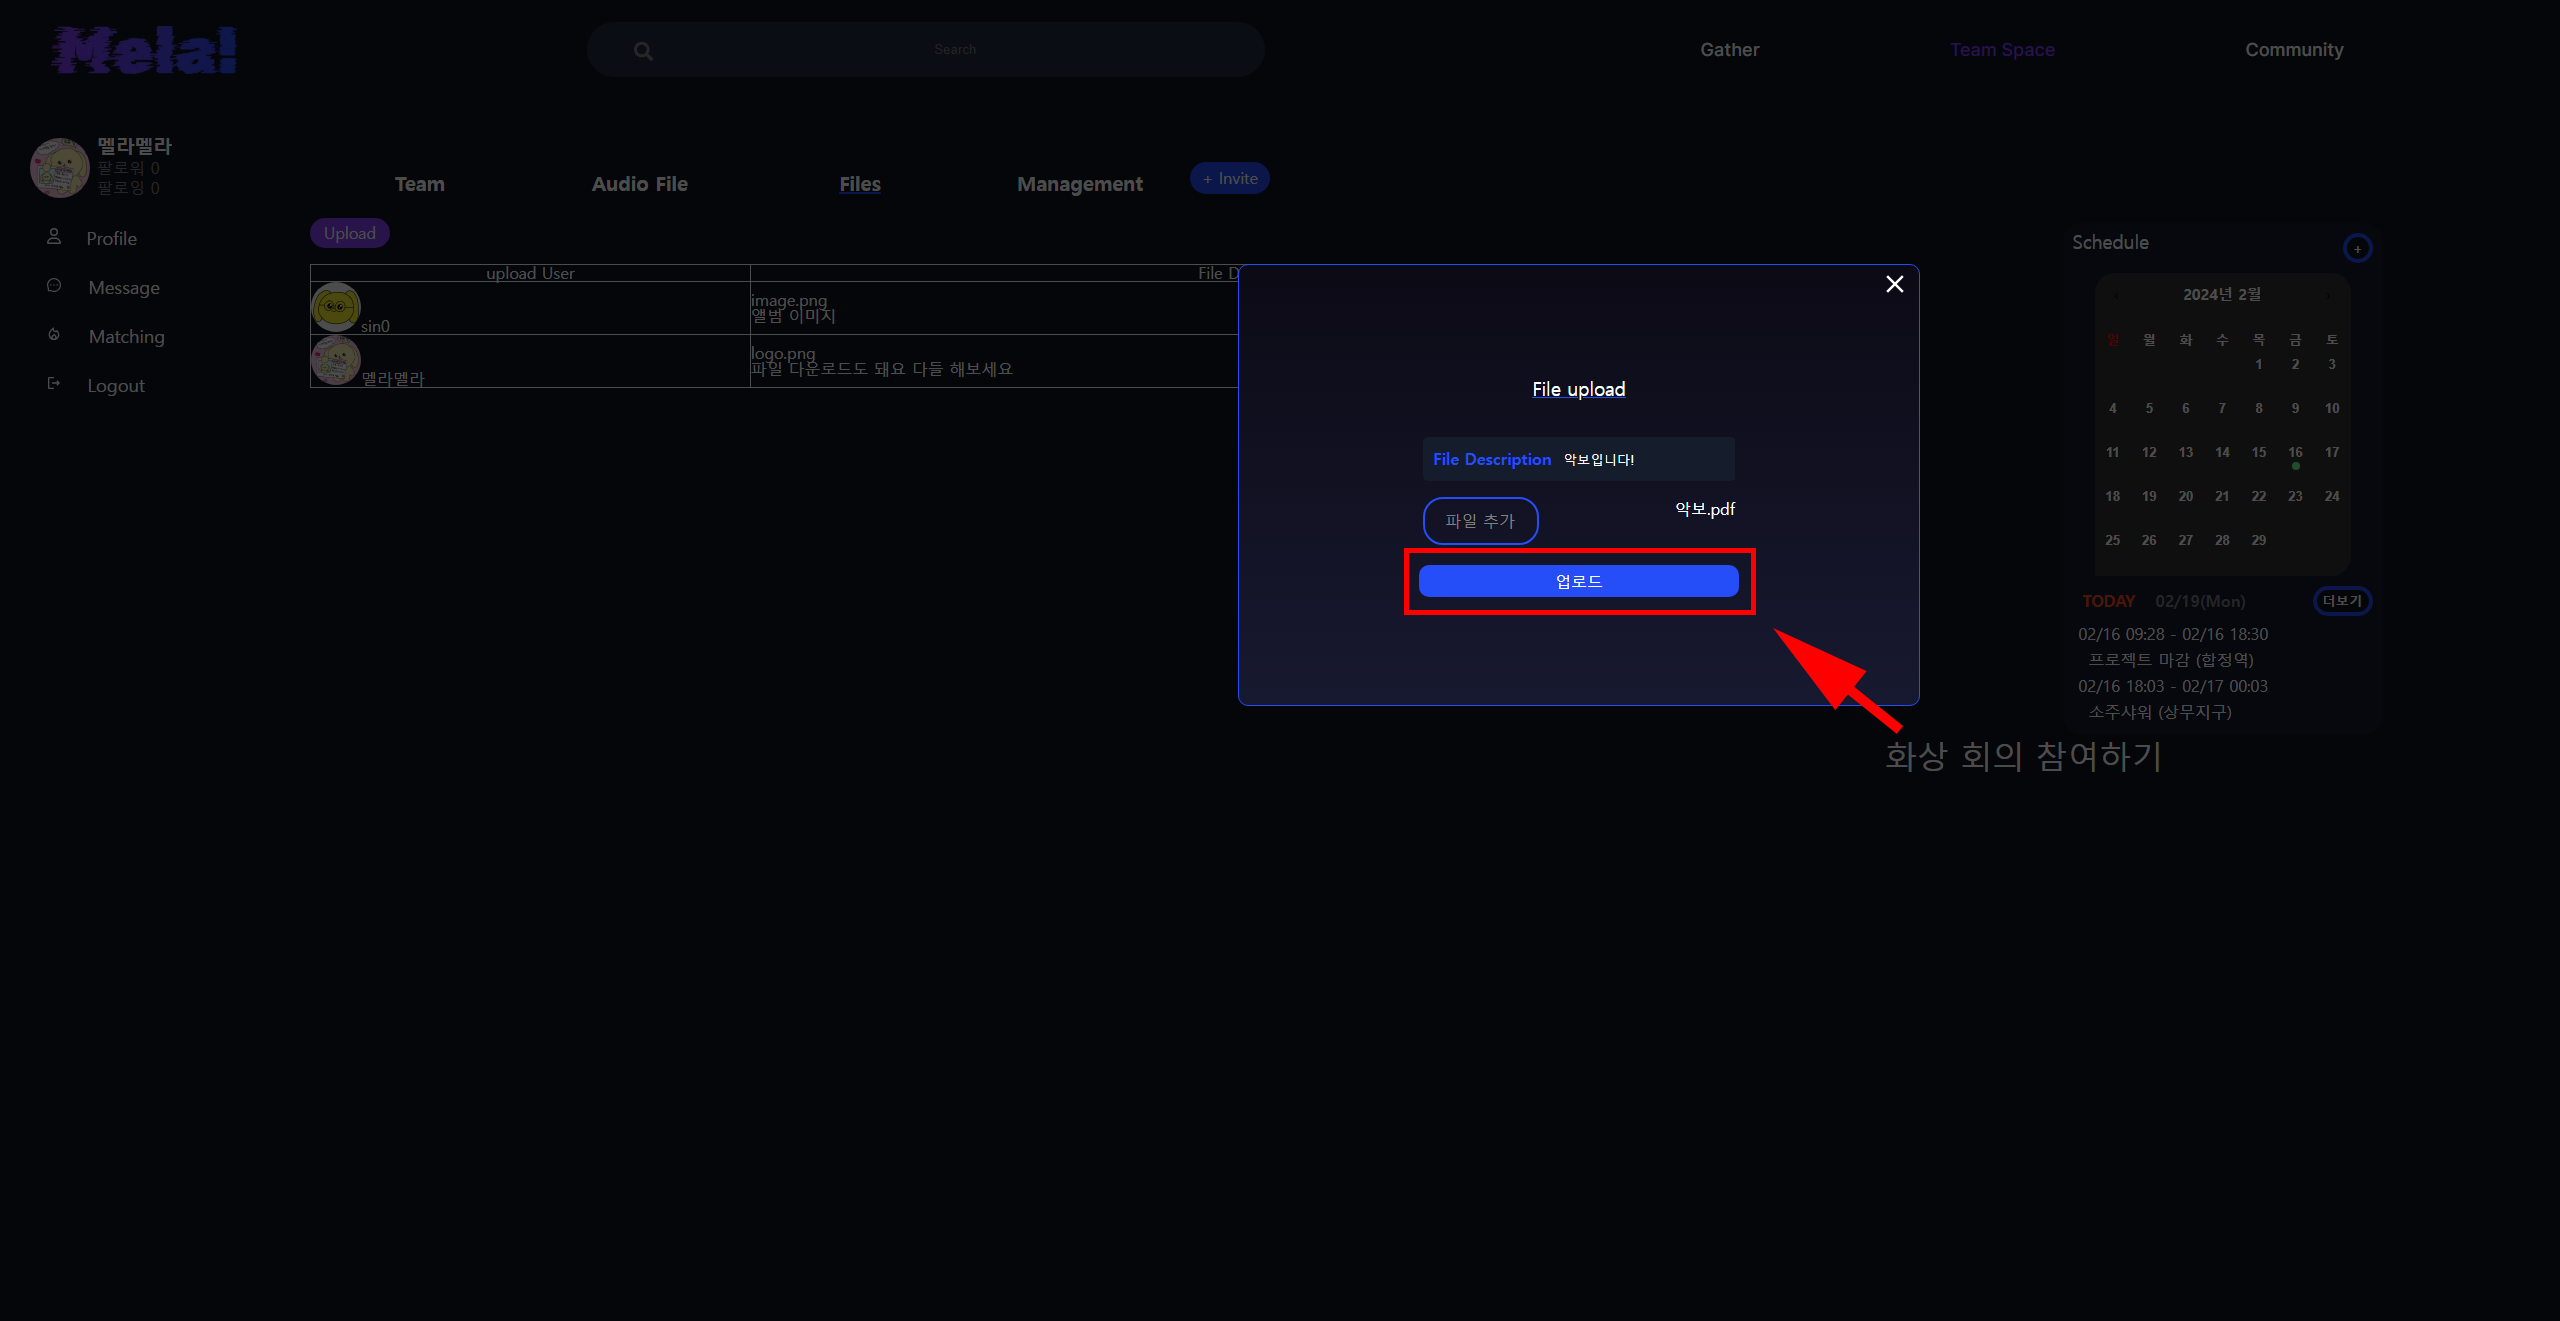 Mela!
Search
Gather
Team Space
Community
멜라멜라
팔로워 0
팔로잉 0
Profile
Message
Matching
Logout
Team
Audio File
Files
Management
+ Invite
Upload
upload User
File D
sin0
image.png
앨범 이미지
멜라멜라
logo.png
파일 다운로드도 돼요 다들 해보세요
File upload
File Description 악보입니다!
파일 추가
악보.pdf
업로드
Schedule
+
2024년 2월
일 월 화 수 목 금 토
1 2 3
4 5 6 7 8 9 10
11 12 13 14 15 16 17
18 19 20 21 22 23 24
25 26 27 28 29
TODAY 02/19(Mon) 더보기
02/16 09:28 - 02/16 18:30
프로젝트 마감 (합정역)
02/16 18:03 - 02/17 00:03
소주샤워 (상무지구)
화상 회의 참여하기